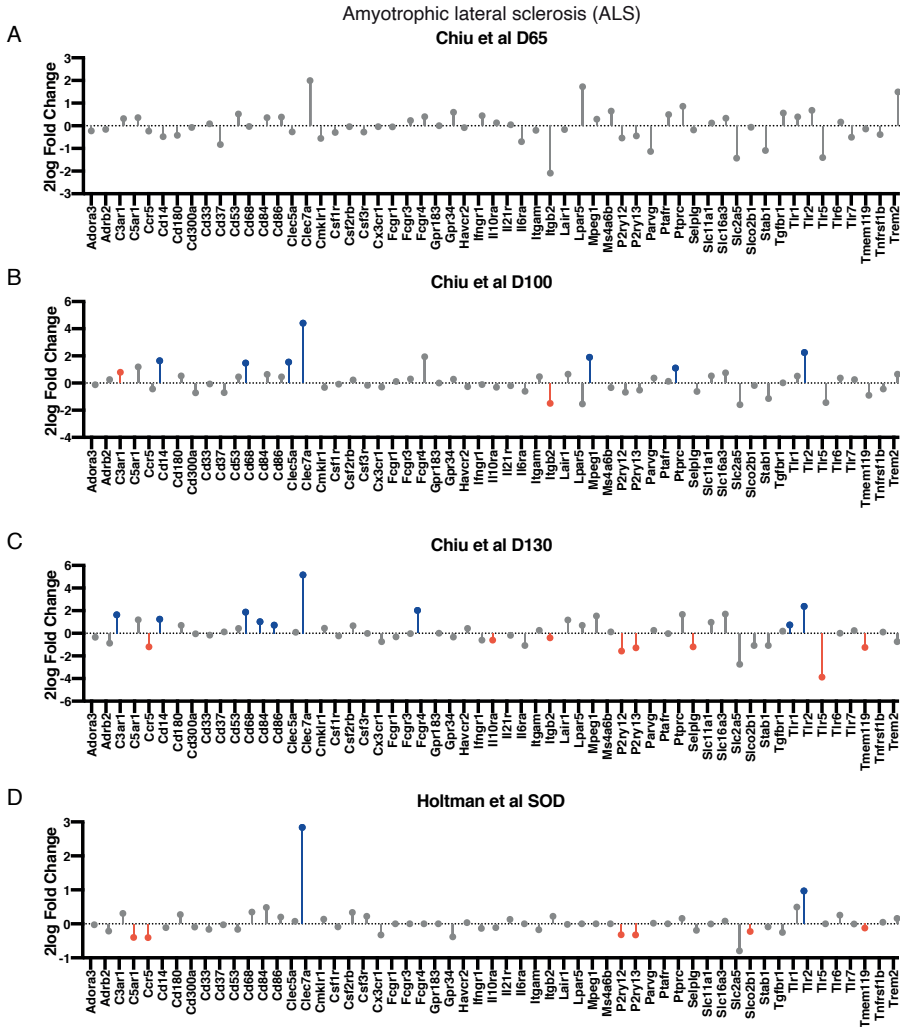 Amyotrophic lateral sclerosis (ALS)
A
Chiu et al D65
2log Fold Change
3
2
1
0
-1
-2
-3
Adora3 Adrb2 C3ar1 C5ar1 Ccr5 Cd14 Cd180 Cd300a Cd33 Cd37 Cd53 Cd68 Cd84 Cd86 Clec5a Clec7a Cmklr1 Csf1r Csf2rb Csf3r Cx3cr1 Fcgr1 Fcgr3 Fcgr4 Gpr183 Gpr34 Havcr2 Ifngr1 Il10ra Il21r Il6ra Itgam Itgb2 Lair1 Lpar5 Mpeg1 Ms4a6b P2ry12 P2ry13 Parvg Ptafr Ptprc Selplg Slc11a1 Slc16a3 Slc2a5 Slco2b1 Stab1 Tgfbr1 Tlr1 Tlr2 Tlr5 Tlr6 Tlr7 Tmem119 Tnfrsf1b Trem2
B
Chiu et al D100
2log Fold Change
6
4
2
0
-2
-4
Adora3 Adrb2 C3ar1 C5ar1 Ccr5 Cd14 Cd180 Cd300a Cd33 Cd37 Cd53 Cd68 Cd84 Cd86 Clec5a Clec7a Cmklr1 Csf1r Csf2rb Csf3r Cx3cr1 Fcgr1 Fcgr3 Fcgr4 Gpr183 Gpr34 Havcr2 Ifngr1 Il10ra Il21r Il6ra Itgam Itgb2 Lair1 Lpar5 Mpeg1 Ms4a6b P2ry12 P2ry13 Parvg Ptafr Ptprc Selplg Slc11a1 Slc16a3 Slc2a5 Slco2b1 Stab1 Tgfbr1 Tlr1 Tlr2 Tlr5 Tlr6 Tlr7 Tmem119 Tnfrsf1b Trem2
C
Chiu et al D130
2log Fold Change
6
4
2
0
-2
-4
-6
Adora3 Adrb2 C3ar1 C5ar1 Ccr5 Cd14 Cd180 Cd300a Cd33 Cd37 Cd53 Cd68 Cd84 Cd86 Clec5a Clec7a Cmklr1 Csf1r Csf2rb Csf3r Cx3cr1 Fcgr1 Fcgr3 Fcgr4 Gpr183 Gpr34 Havcr2 Ifngr1 Il10ra Il21r Il6ra Itgam Itgb2 Lair1 Lpar5 Mpeg1 Ms4a6b P2ry12 P2ry13 Parvg Ptafr Ptprc Selplg Slc11a1 Slc16a3 Slc2a5 Slco2b1 Stab1 Tgfbr1 Tlr1 Tlr2 Tlr5 Tlr6 Tlr7 Tmem119 Tnfrsf1b Trem2
D
Holtman et al SOD
2log Fold Change
3
2
1
0
-1
Adora3 Adrb2 C3ar1 C5ar1 Ccr5 Cd14 Cd180 Cd300a Cd33 Cd37 Cd53 Cd68 Cd84 Cd86 Clec5a Clec7a Cmklr1 Csf1r Csf2rb Csf3r Cx3cr1 Fcgr1 Fcgr3 Fcgr4 Gpr183 Gpr34 Havcr2 Ifngr1 Il10ra Il21r Il6ra Itgam Itgb2 Lair1 Lpar5 Mpeg1 Ms4a6b P2ry12 P2ry13 Parvg Ptafr Ptprc Selplg Slc11a1 Slc16a3 Slc2a5 Slco2b1 Stab1 Tgfbr1 Tlr1 Tlr2 Tlr5 Tlr6 Tlr7 Tmem119 Tnfrsf1b Trem2